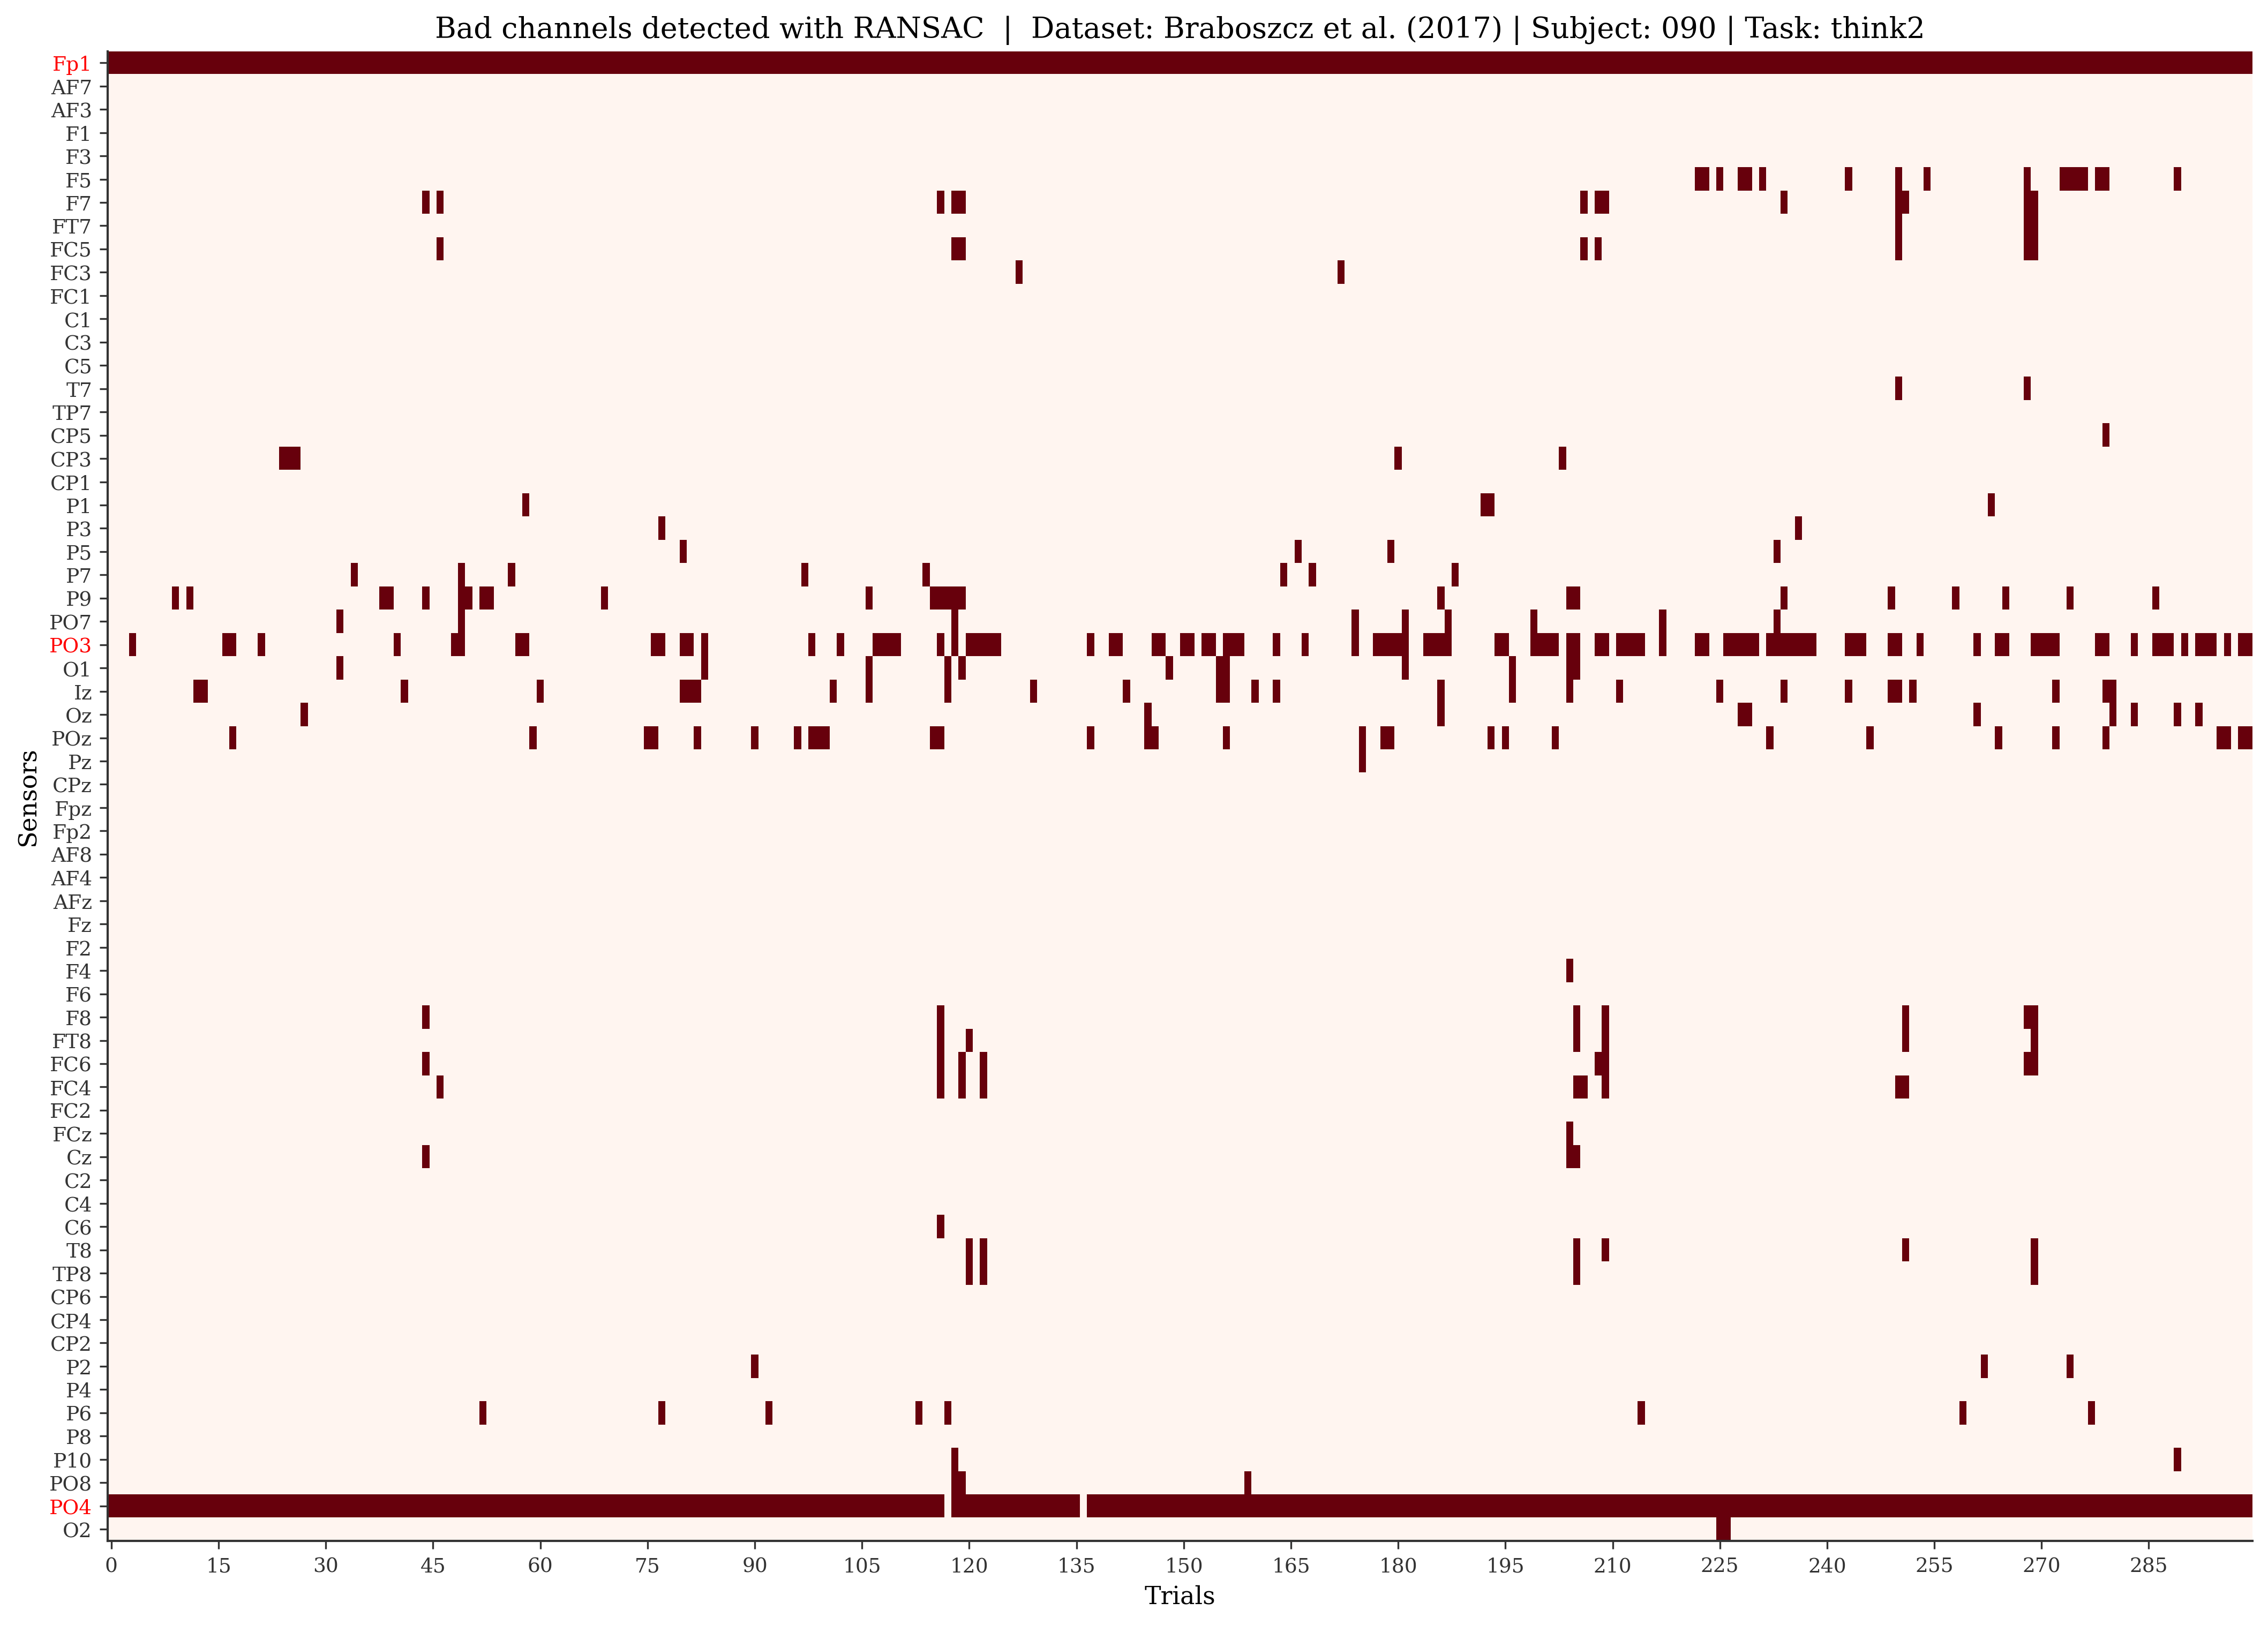 Bad channels detected with RANSAC | Dataset: Braboszcz et al. (2017) | Subject: 090 | Task: think2
Sensors
Fp1
AF7
AF3
F1
F3
F5
F7
FT7
FC5
FC3
FC1
C1
C3
C5
T7
TP7
CP5
CP3
CP1
P1
P3
P5
P7
P9
PO7
PO3
O1
Iz
Oz
POz
Pz
CPz
Fpz
Fp2
AF8
AF4
AFz
Fz
F2
F4
F6
F8
FT8
FC6
FC4
FC2
FCz
Cz
C2
C4
C6
T8
TP8
CP6
CP4
CP2
P2
P4
P6
P8
P10
PO8
PO4
O2
0 15 30 45 60 75 90 105 120 135 150 165 180 195 210 225 240 255 270 285
Trials